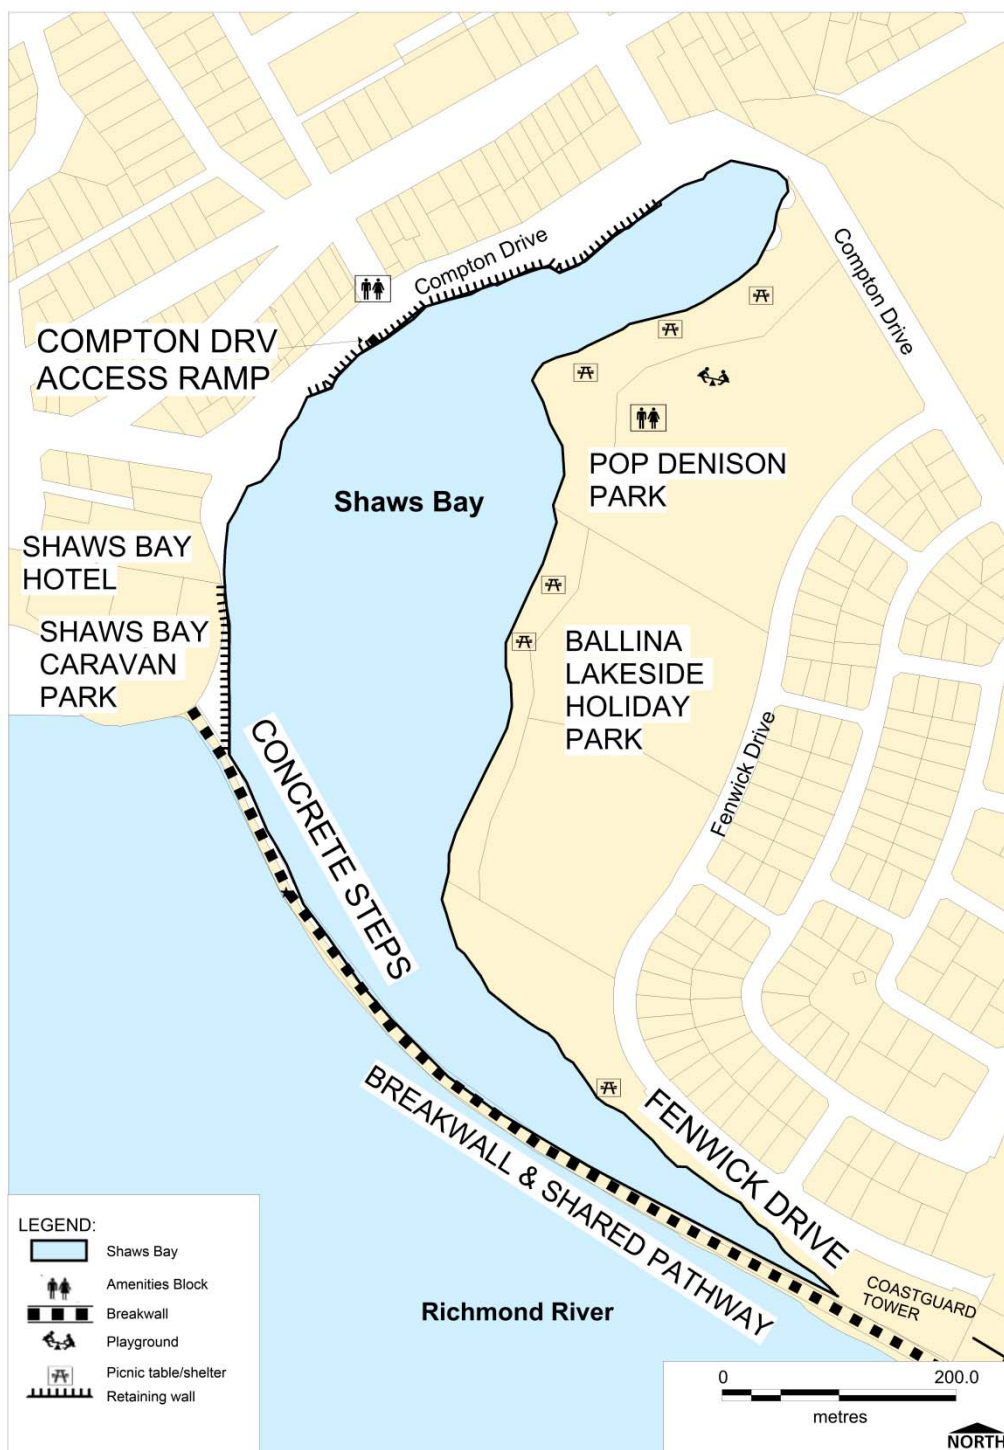 Compton Drive
Compton Drive
COMPTON DRV
ACCESS RAMP
POP DENISON
PARK
Shaws Bay
SHAWS BAY
HOTEL
SHAWS BAY
CARAVAN
PARK
BALLINA
LAKESIDE
HOLIDAY
PARK
CONCRETE STEPS
Fenwick Drive
BREAKWALL & SHARED PATHWAY
FENWICK DRIVE
COASTGUARD
TOWER
Richmond River
LEGEND:
Shaws Bay
Amenities Block
Breakwall
Playground
Picnic table/shelter
Retaining wall
0 200.0
metres
NORTH